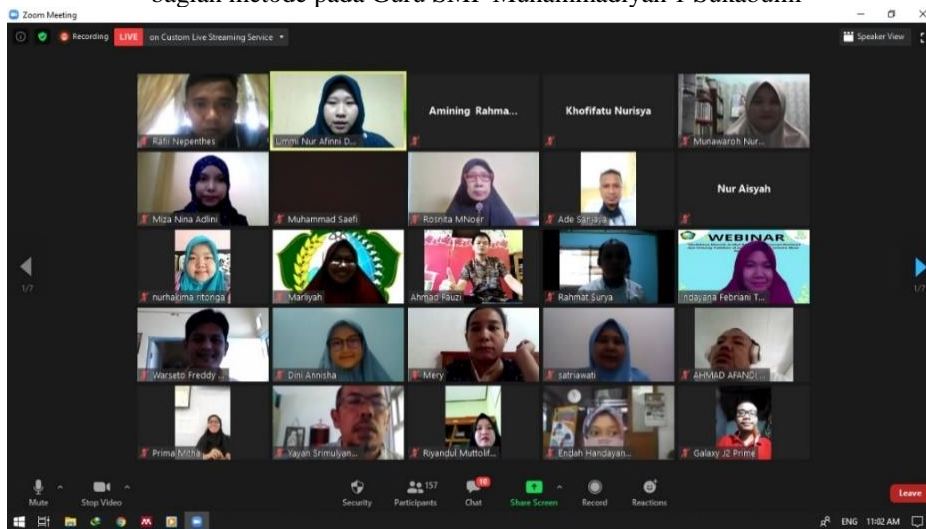 bagian metode pada Guru SMP Muhammadiyah 1 Sukabumi
Zoom Meeting
Recording LIVE on Custom Live Streaming Service
Speaker View
Rafii Nepenthes
Limmi Nur Afinni D...
Amining Rahma...
Khofifatu Nurisya
Munawaroh Nur...
Miza Nina Adlini
Muhammad Saefi
Rosnita MNoer
Ade Sanjaya
Nur Aisyah
nurhakima ritonga
Marliyah
Ahmad Fauzi
Rahmat Surya
WEBINAR
Indayana Febriani T...
1/7
1/7
Warseto Freddy ...
Dini Annisha
Mery
satriawati
AHMAD AFANDI...
Prima Mitha
Yayan Srimulyan...
Riyandul Muttolif...
Endah Handayan...
Galaxy J2 Prime
Mute
Stop Video
Security
Participants 157
Chat 10
Share Screen
Record
Reactions
Leave
ENG 11:02 AM